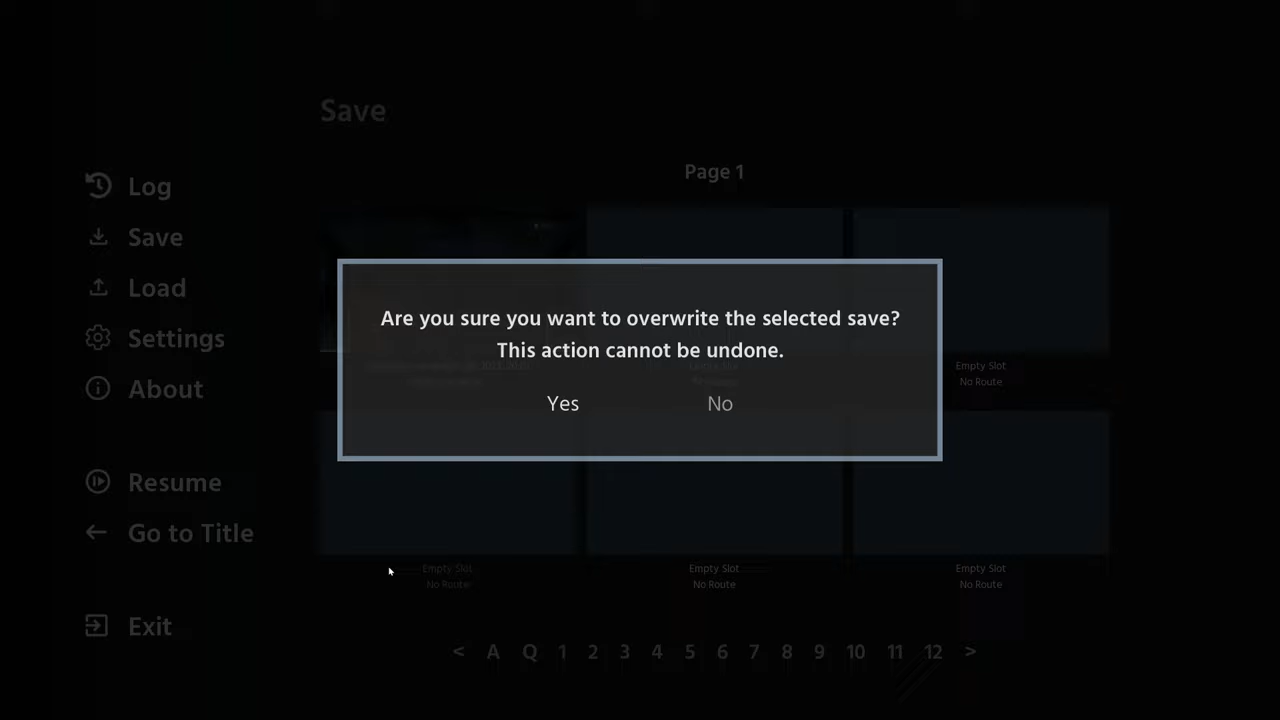 Save
Page 1
Log
Save
Load
Settings
About
Resume
Go to Title
Exit
Are you sure you want to overwrite the selected save?
This action cannot be undone.
Yes No
Empty Slot
No Route
Empty Slot
No Route
Empty Slot
No Route
Empty Slot
No Route
< A Q 1 2 3 4 5 6 7 8 9 10 11 12 >